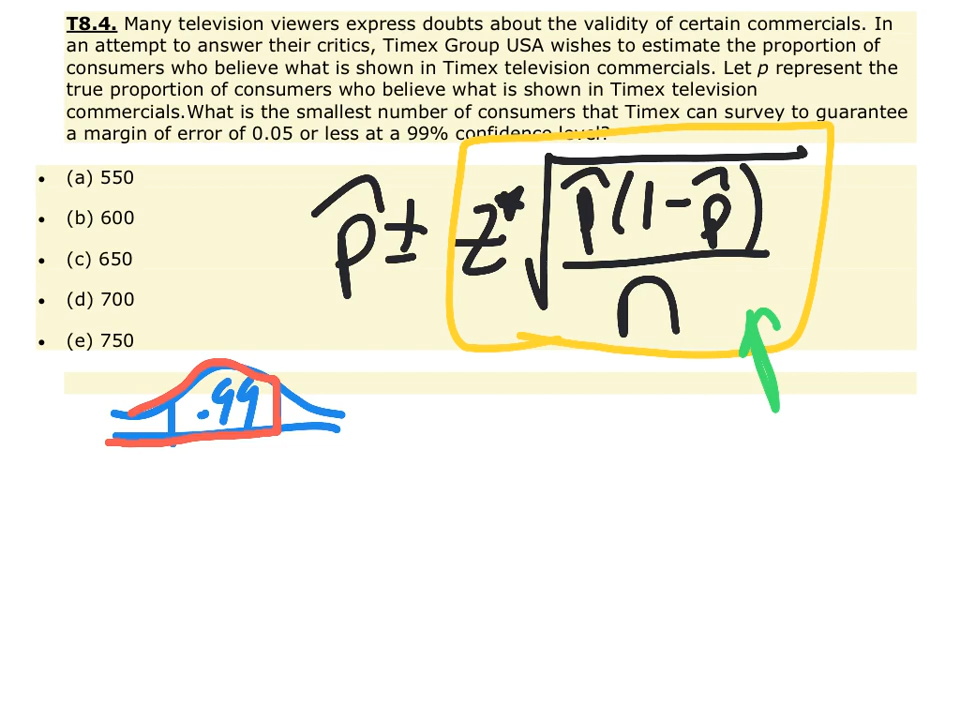 T8.4. Many television viewers express doubts about the validity of certain commercials. In
an attempt to answer their critics, Timex Group USA wishes to estimate the proportion of
consumers who believe what is shown in Timex television commercials. Let p represent the
true proportion of consumers who believe what is shown in Timex television
commercials.What is the smallest number of consumers that Timex can survey to guarantee
a margin of error of 0.05 or less at a 99% confidence level?
• (a) 550
• (b) 600
• (c) 650
• (d) 700
• (e) 750
p̂ ± z* √(p̂(1-p̂)/n)
.99